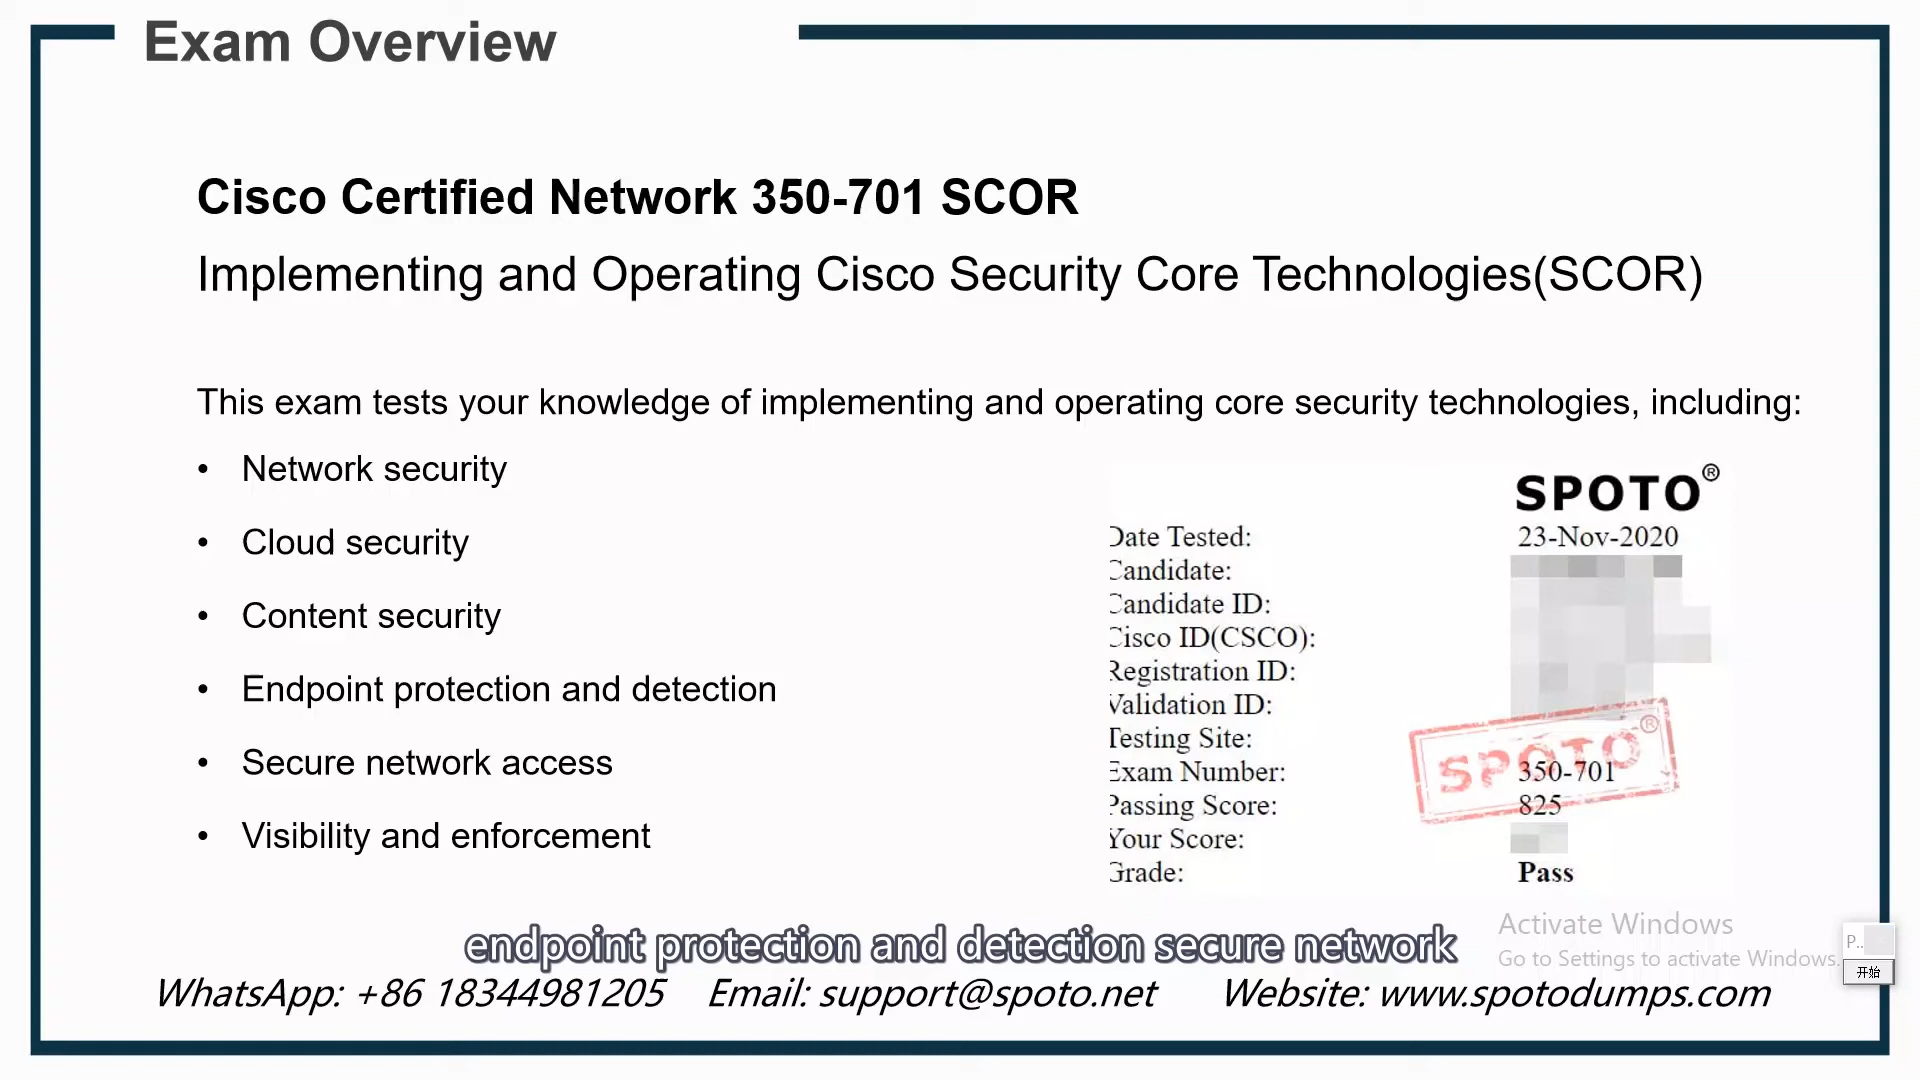 Exam Overview
Cisco Certified Network 350-701 SCOR
Implementing and Operating Cisco Security Core Technologies(SCOR)
This exam tests your knowledge of implementing and operating core security technologies, including:
• Network security
• Cloud security
• Content security
• Endpoint protection and detection
• Secure network access
• Visibility and enforcement
SPOTO®
Date Tested: 23-Nov-2020
Candidate:
Candidate ID:
Cisco ID(CSCO):
Registration ID:
Validation ID:
Testing Site:
SPOTO®
Exam Number: 350-701
Passing Score: 825
Your Score:
Grade: Pass
endpoint protection and detection secure network
Activate Windows
Go to Settings to activate Windows.
P..
开始
WhatsApp: +86 18344981205 Email: support@spoto.net Website: www.spotodumps.com